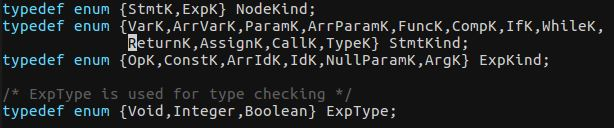 typedef enum {StmtK,ExpK} NodeKind;
typedef enum {VarK,ArrVarK,ParamK,ArrParamK,FuncK,CompK,IfK,WhileK,
ReturnK,AssignK,CallK,TypeK} StmtKind;
typedef enum {OpK,ConstK,ArrIdK,IdK,NullParamK,ArgK} ExpKind;
/* ExpType is used for type checking */
typedef enum {Void,Integer,Boolean} ExpType;